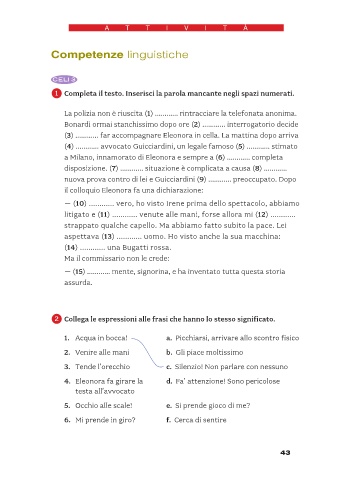 A T T I V I T À
Competenze linguistiche
CELI 3
1 Completa il testo. Inserisci la parola mancante negli spazi numerati.
La polizia non è riuscita (1) ............ rintracciare la telefonata anonima.
Bonardi ormai stanchissimo dopo ore (2) ............ interrogatorio decide
(3) ............ far accompagnare Eleonora in cella. La mattina dopo arriva
(4) ............ avvocato Guicciardini, un legale famoso (5) ............ stimato
a Milano, innamorato di Eleonora e sempre a (6) ............ completa
disposizione. (7) ............ situazione è complicata a causa (8) ............
nuova prova contro di lei e Guicciardini (9) ............ preoccupato. Dopo
il colloquio Eleonora fa una dichiarazione:
— (10) ............ vero, ho visto Irene prima dello spettacolo, abbiamo
litigato e (11) ............ venute alle mani, forse allora mi (12) ............
strappato qualche capello. Ma abbiamo fatto subito la pace. Lei
aspettava (13) ............ uomo. Ho visto anche la sua macchina:
(14) ............ una Bugatti rossa.
Ma il commissario non le crede:
— (15) ............ mente, signorina, e ha inventato tutta questa storia
assurda.
2 Collega le espressioni alle frasi che hanno lo stesso significato.
1. Acqua in bocca! a. Picchiarsi, arrivare allo scontro fisico
2. Venire alle mani b. Gli piace moltissimo
3. Tende l'orecchio c. Silenzio! Non parlare con nessuno
4. Eleonora fa girare la d. Fa' attenzione! Sono pericolose
testa all'avvocato
5. Occhio alle scale! e. Si prende gioco di me?
6. Mi prende in giro? f. Cerca di sentire
43